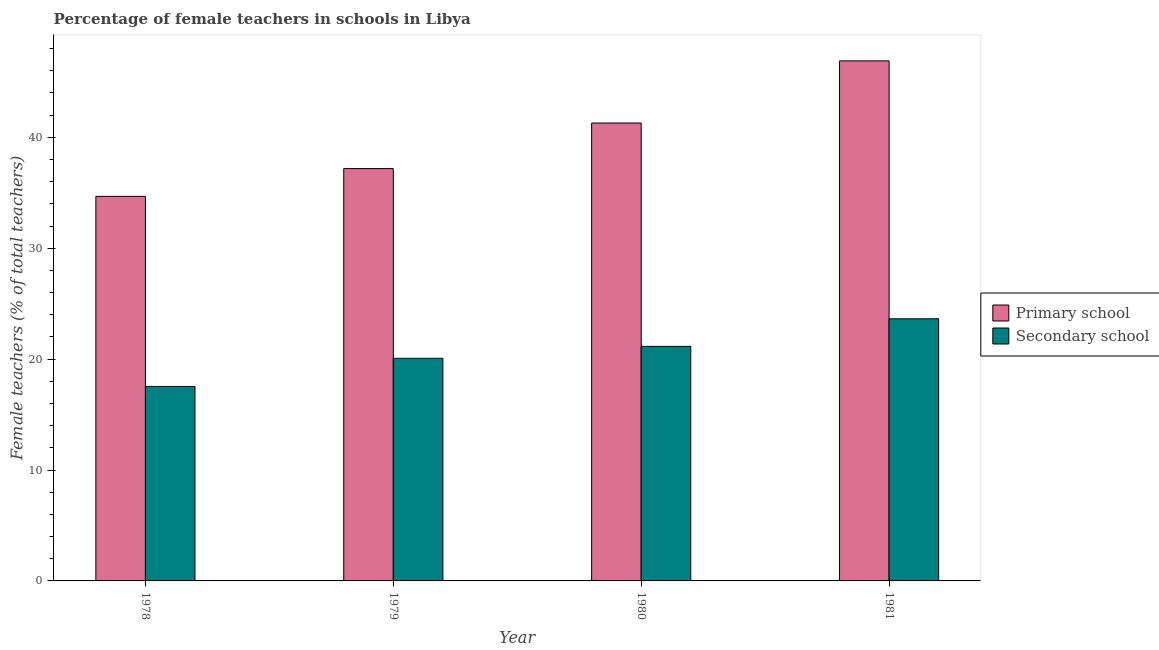 Percentage of female teachers in schools in Libya
Female teachers (% of total teachers)
40
30
20
10
0
1978
1979
1980
1981
Year
Primary school
Secondary school